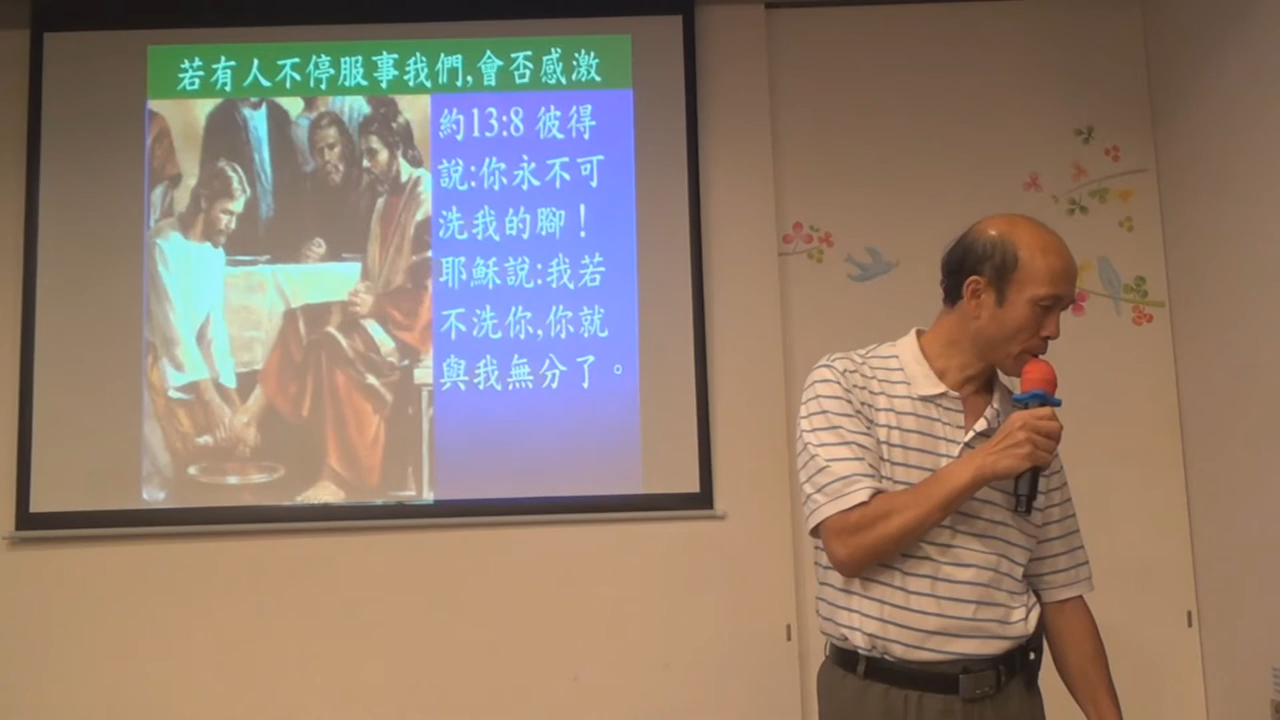 若有人不停服事我們,會否感激
約13:8 彼得
說:你永不可
洗我的腳！
耶穌說:我若
不洗你,你就
與我無分了。